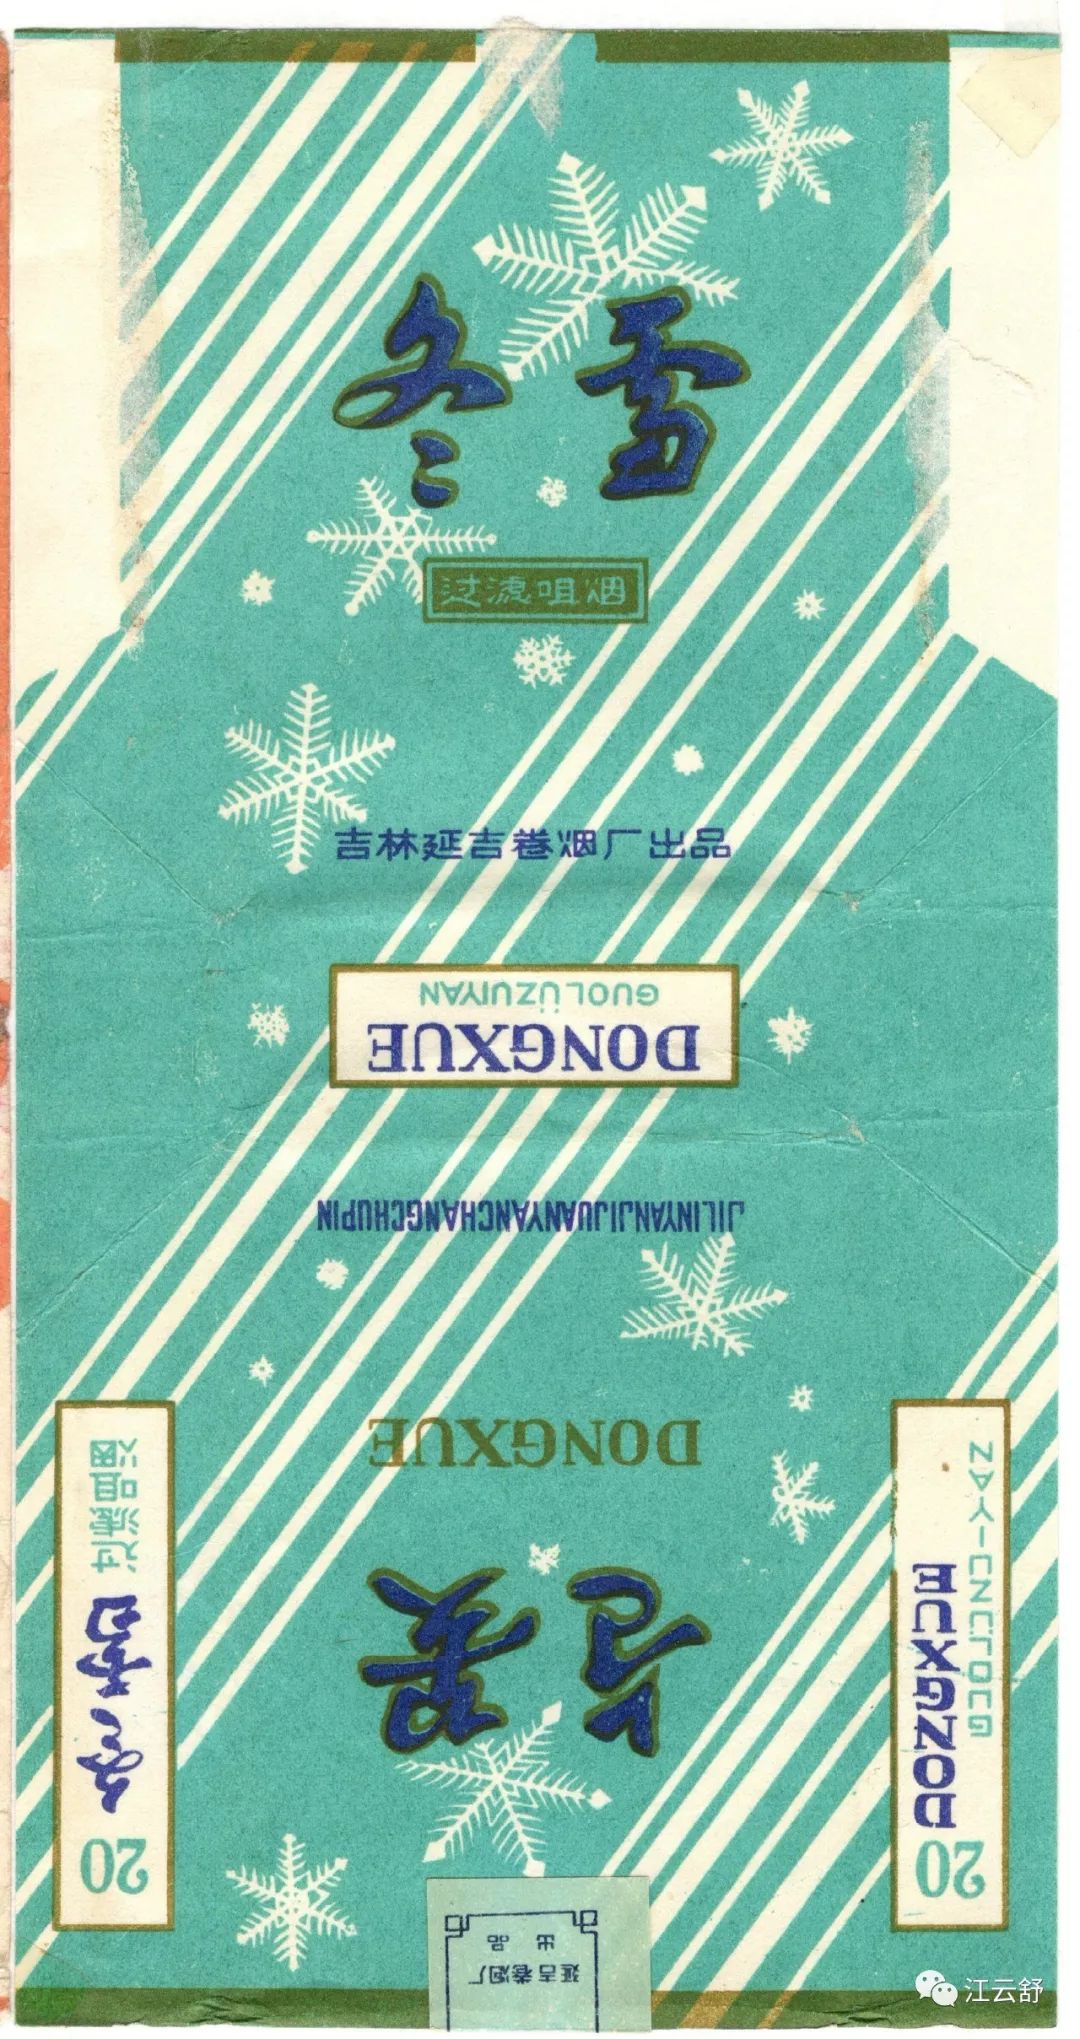 冬雪
过滤咀烟
吉林延吉卷烟厂出品
DONGXUE
GUOLÜZUIYAN
JILINYANJIJUANYANCHANGCHUPIN
DONGXUE
冬雪
冬雪 过滤咀烟
20
DONGXUE
GUOLÜZUIYAN
20
延吉卷烟厂
出品
江云舒